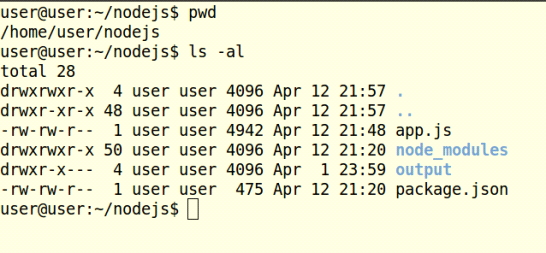 user@user:~/nodejs$ pwd
/home/user/nodejs
user@user:~/nodejs$ ls -al
total 28
drwxrwxr-x  4 user user 4096 Apr 12 21:57 .
drwxr-xr-x 48 user user 4096 Apr 12 21:57 ..
-rw-rw-r--  1 user user 4942 Apr 12 21:48 app.js
drwxrwxr-x 50 user user 4096 Apr 12 21:20 node_modules
drwxr-x---  4 user user 4096 Apr  1 23:59 output
-rw-rw-r--  1 user user  475 Apr 12 21:20 package.json
user@user:~/nodejs$